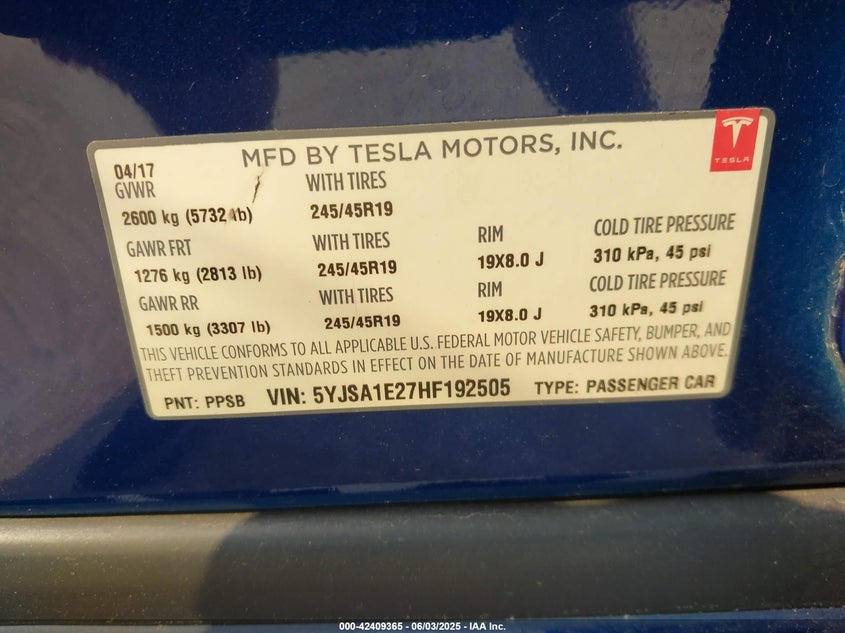 MFD BY TESLA MOTORS, INC.
TESLA
04/17
GVWR WITH TIRES
2600 kg (5732 lb) 245/45R19
GAWR FRT WITH TIRES RIM COLD TIRE PRESSURE
1276 kg (2813 lb) 245/45R19 19X8.0 J 310 kPa, 45 psi
GAWR RR WITH TIRES RIM COLD TIRE PRESSURE
1500 kg (3307 lb) 245/45R19 19X8.0 J 310 kPa, 45 psi
THIS VEHICLE CONFORMS TO ALL APPLICABLE U.S. FEDERAL MOTOR VEHICLE SAFETY, BUMPER, AND
THEFT PREVENTION STANDARDS IN EFFECT ON THE DATE OF MANUFACTURE SHOWN ABOVE.
PNT: PPSB VIN: 5YJSA1E27HF192505 TYPE: PASSENGER CAR
000-42409365 - 06/03/2025 - IAA Inc.